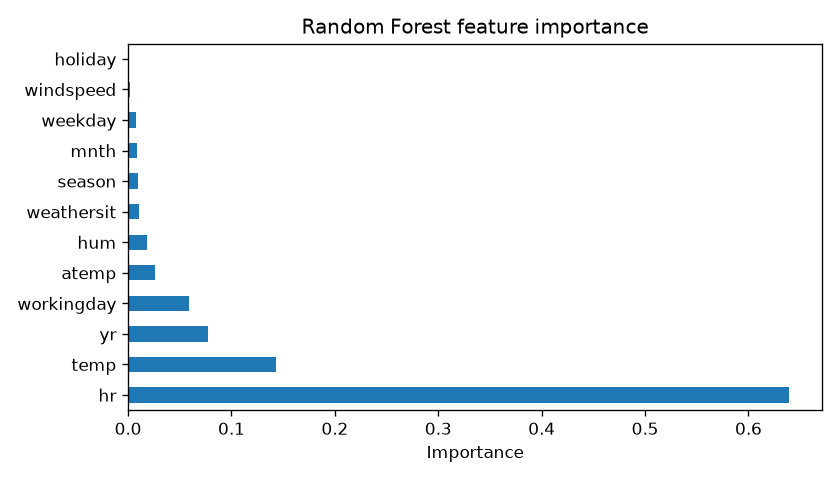 Random Forest feature importance
holiday
windspeed
weekday
mnth
season
weathersit
hum
atemp
workingday
yr
temp
hr
0.0 0.1 0.2 0.3 0.4 0.5 0.6
Importance